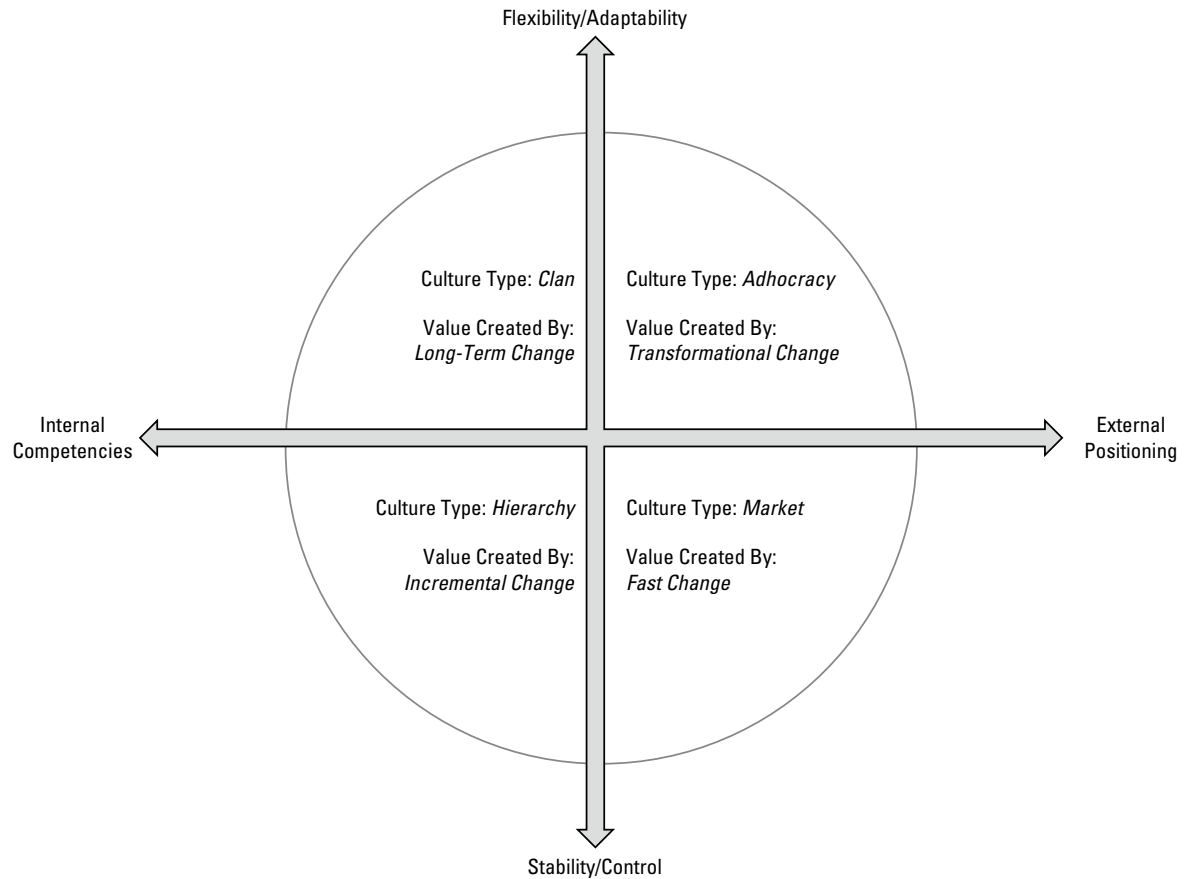 Flexibility/Adaptability
Culture Type: Clan
Value Created By:
Long-Term Change
Culture Type: Adhocracy
Value Created By:
Transformational Change
Internal
Competencies
External
Positioning
Culture Type: Hierarchy
Value Created By:
Incremental Change
Culture Type: Market
Value Created By:
Fast Change
Stability/Control